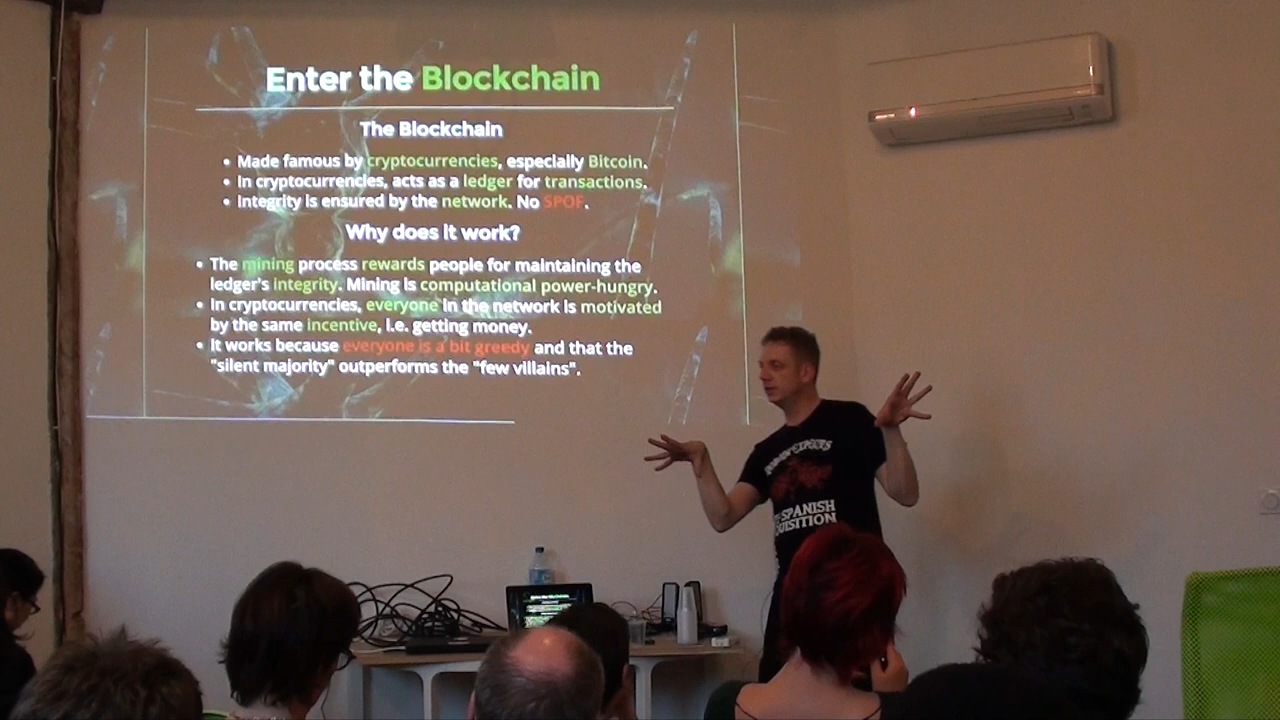 Enter the Blockchain
The Blockchain
• Made famous by cryptocurrencies, especially Bitcoin.
• In cryptocurrencies, acts as a ledger for transactions.
• Integrity is ensured by the network. No SPOF.
Why does it work?
• The mining process rewards people for maintaining the
ledger's integrity. Mining is computational power-hungry.
• In cryptocurrencies, everyone in the network is motivated
by the same incentive, i.e. getting money.
• It works because everyone is a bit greedy and that the
"silent majority" outperforms the "few villains".
SPANISH
Enter the Blockchain